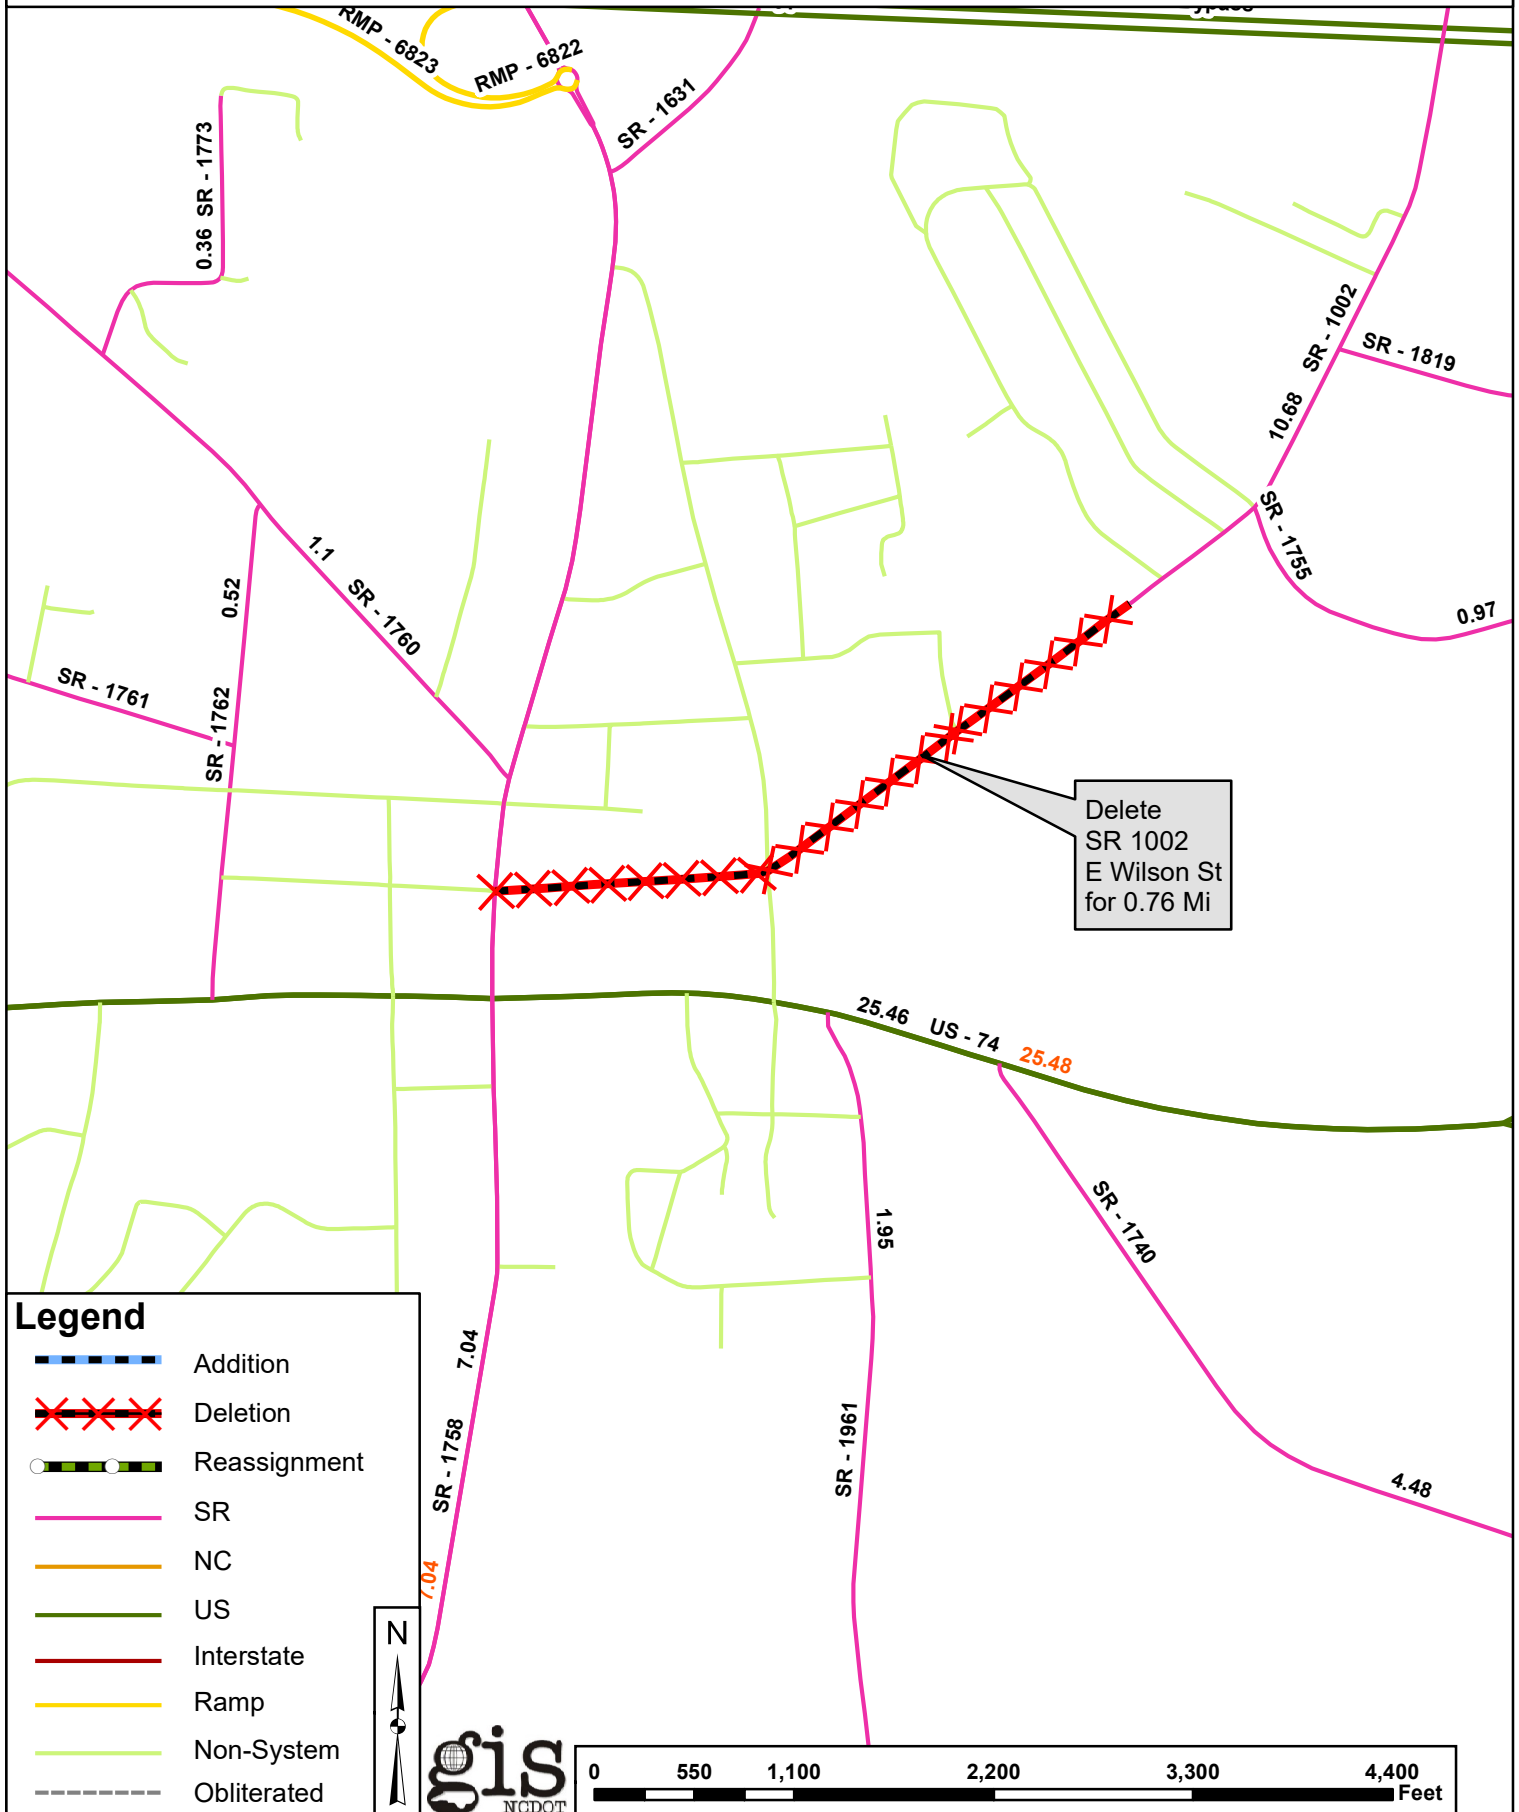 RMP - 6823
RMP - 6822
SR - 1631
0.36 SR - 1773
SR - 1002
SR - 1819
10.68
SR - 1755
0.97
1.1 SR - 1760
0.52
SR - 1761
SR - 1762
Delete
SR 1002
E Wilson St
for 0.76 Mi
25.46 US - 74 25.48
SR - 1740
1.95
4.48
7.04
SR - 1758
SR - 1961
7.04
Legend
Addition
Deletion
Reassignment
SR
NC
US
Interstate
Ramp
Non-System
Obliterated
N
gis
NCDOT
0 550 1,100 2,200 3,300 4,400
Feet